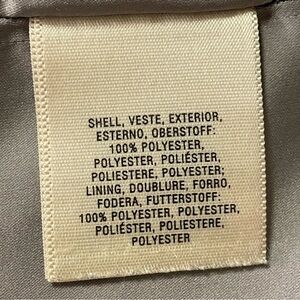 SHELL, VESTE, EXTERIOR,
ESTERNO, OBERSTOFF:
100% POLYESTER,
POLYESTER, POLIÉSTER,
POLIESTERE, POLYESTER;
LINING, DOUBLURE, FORRO,
FODERA, FUTTERSTOFF:
100% POLYESTER, POLYESTER,
POLIÉSTER, POLIESTERE,
POLYESTER